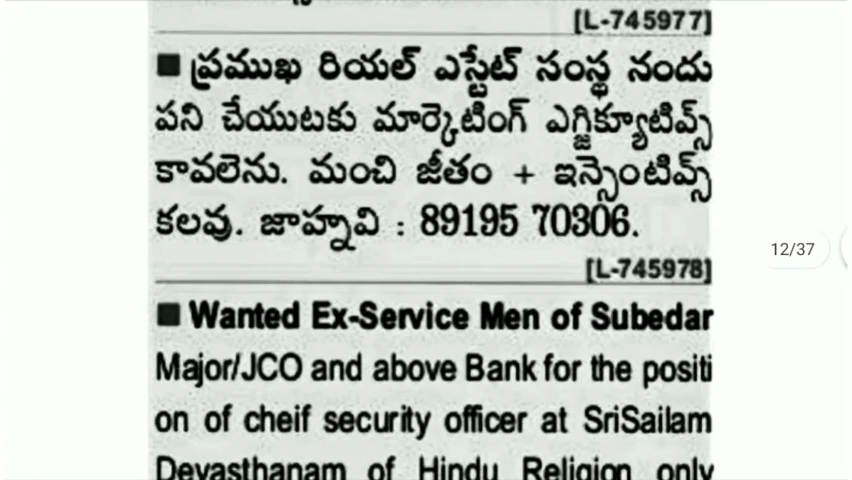 [L-745977]
■ ప్రముఖ రియల్ ఎస్టేట్ సంస్థ నందు
పని చేయుటకు మార్కెటింగ్ ఎగ్జిక్యూటివ్స్
కావలెను. మంచి జీతం + ఇన్సెంటివ్స్
కలవు. జాహ్నవి : 89195 70306.
[L-745978]
12/37
■ Wanted Ex-Service Men of Subedar
Major/JCO and above Bank for the positi
on of cheif security officer at SriSailam
Devasthanam of Hindu Religion only